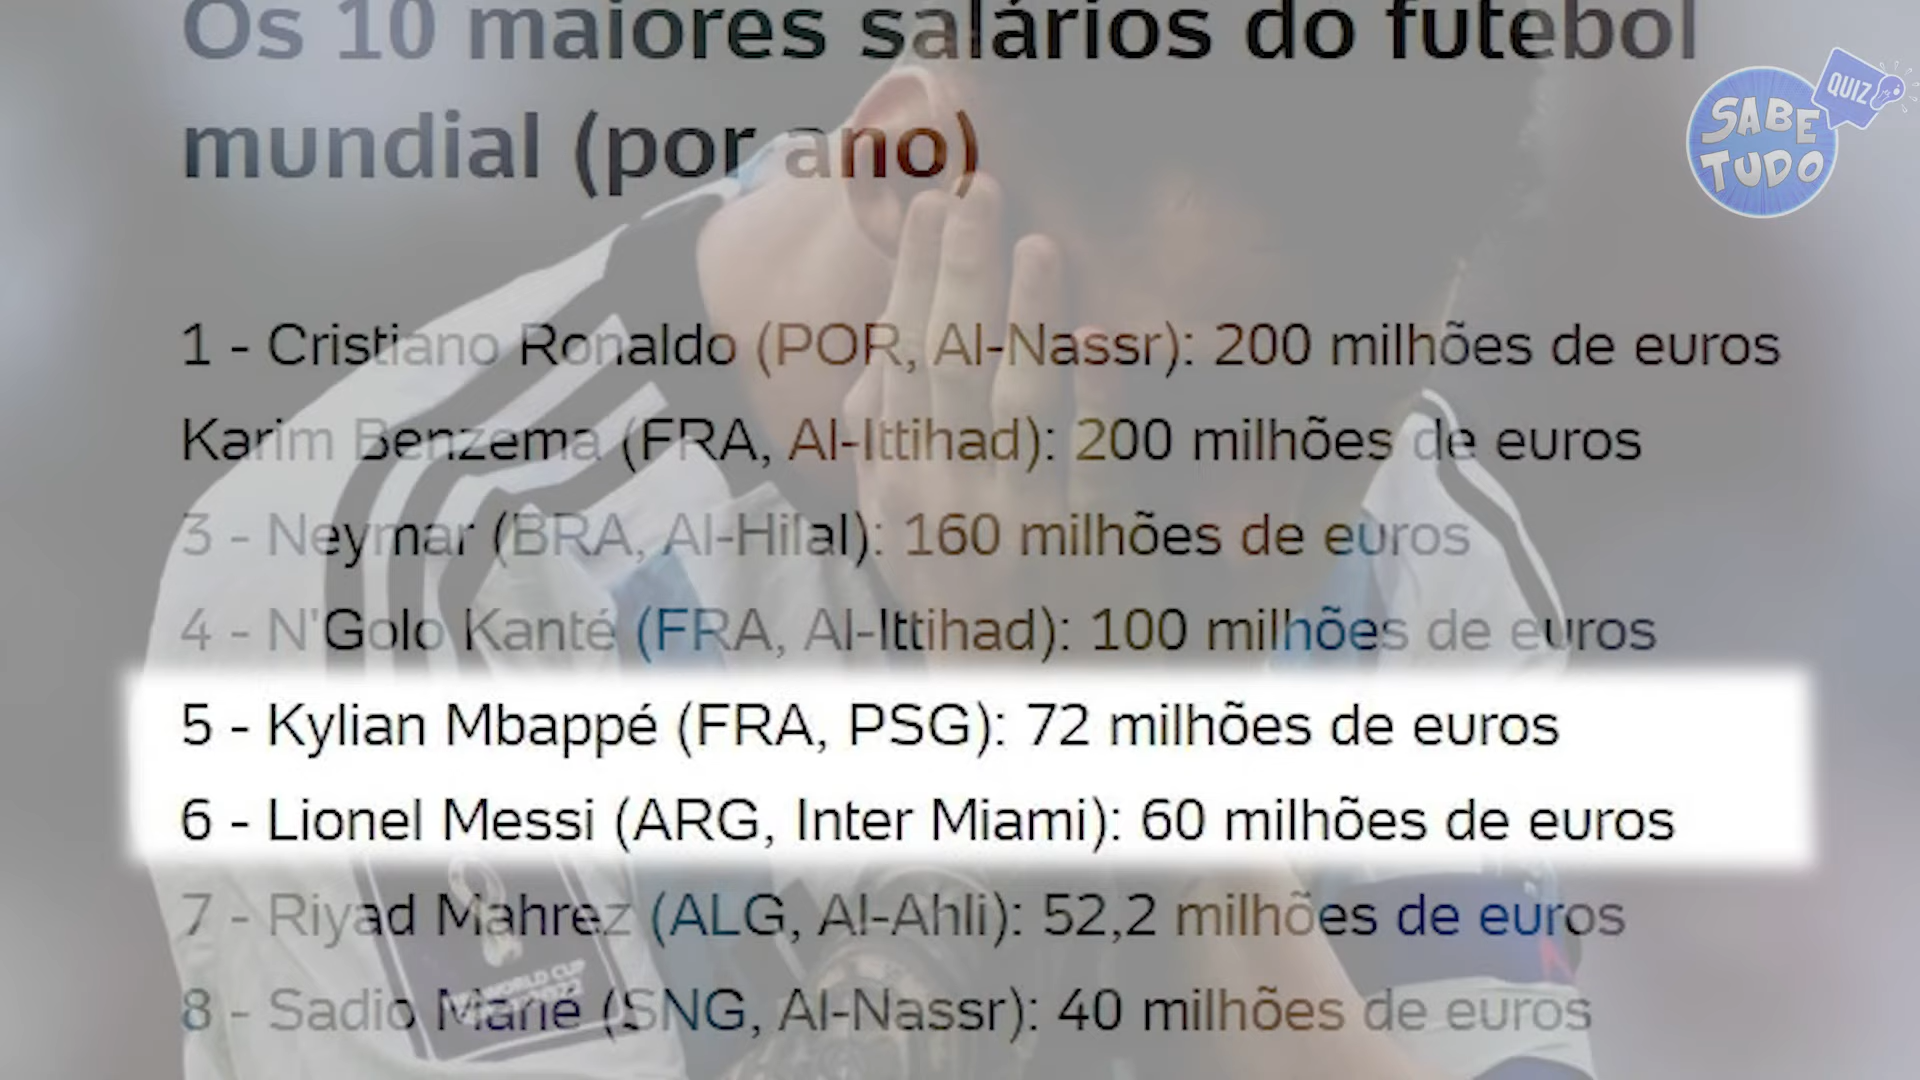 Os 10 maiores salários do futebol
mundial (por ano)
QUIZ
SABE
TUDO
1 - Cristiano Ronaldo (POR, Al-Nassr): 200 milhões de euros
Karim Benzema (FRA, Al-Ittihad): 200 milhões de euros
3 - Neymar (BRA, Al-Hilal): 160 milhões de euros
4 - N'Golo Kanté (FRA, Al-Ittihad): 100 milhões de euros
5 - Kylian Mbappé (FRA, PSG): 72 milhões de euros
6 - Lionel Messi (ARG, Inter Miami): 60 milhões de euros
7 - Riyad Mahrez (ALG, Al-Ahli): 52,2 milhões de euros
WORLD CUP
8 - Sadio Mané (SNG, Al-Nassr): 40 milhões de euros